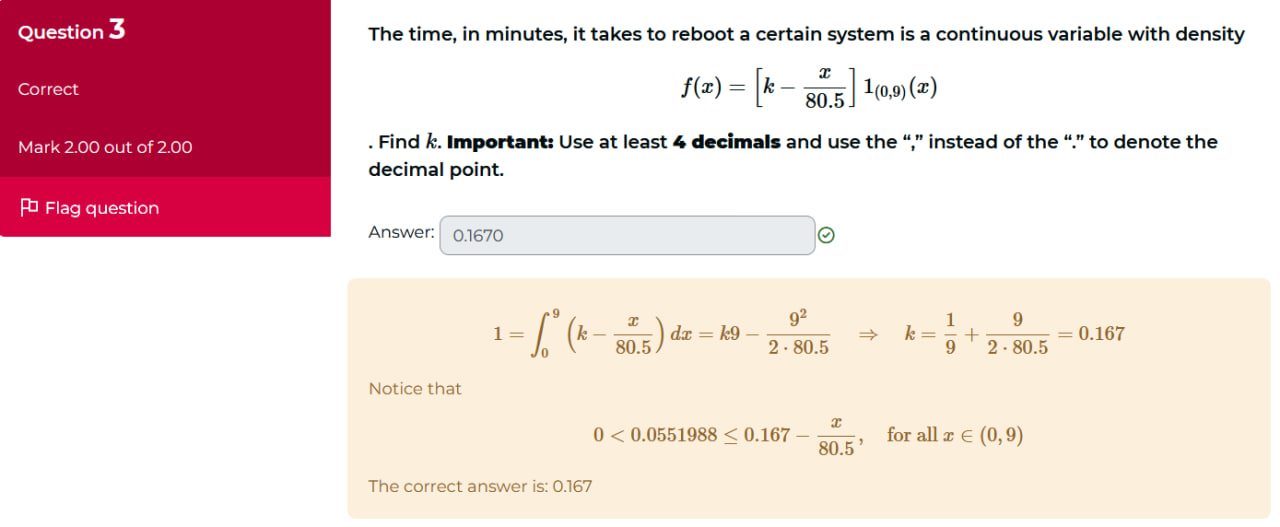 Question 3
Correct
Mark 2.00 out of 2.00
Flag question
The time, in minutes, it takes to reboot a certain system is a continuous variable with density
f(x) = [k − x/80.5] 1_(0,9)(x)
. Find k. Important: Use at least 4 decimals and use the “,” instead of the “.” to denote the
decimal point.
Answer: 0.1670
1 = ∫₀⁹ (k − x/80.5) dx = k9 − 9²/(2 · 80.5) ⇒ k = 1/9 + 9/(2 · 80.5) = 0.167
Notice that
0 < 0.0551988 ≤ 0.167 − x/80.5, for all x ∈ (0, 9)
The correct answer is: 0.167